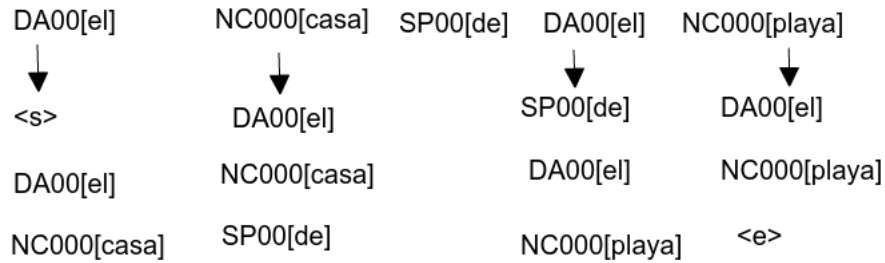 DA00[el] NC000[casa] SP00[de] DA00[el] NC000[playa]
<s> DA00[el] SP00[de] DA00[el]
DA00[el] NC000[casa] DA00[el] NC000[playa]
NC000[casa] SP00[de] NC000[playa] <e>